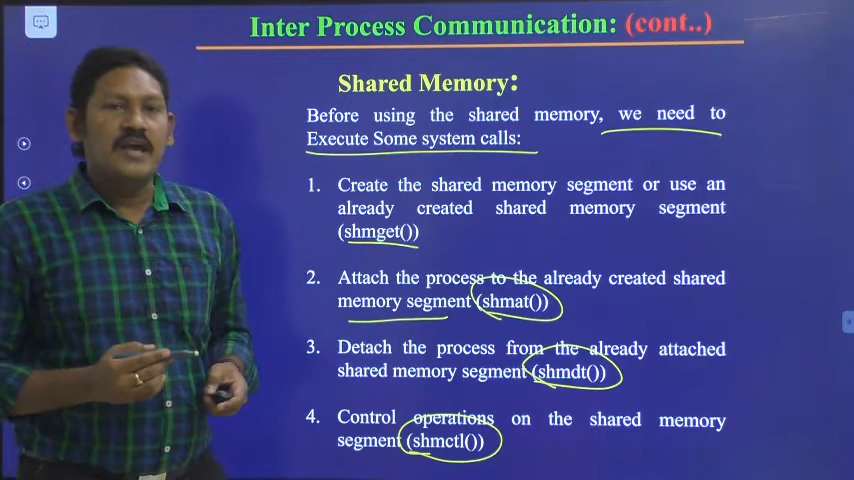 Inter Process Communication: (cont..)
Shared Memory:
Before using the shared memory, we need to
Execute Some system calls:
1. Create the shared memory segment or use an
already created shared memory segment
(shmget())
2. Attach the process to the already created shared
memory segment (shmat())
3. Detach the process from the already attached
shared memory segment (shmdt())
4. Control operations on the shared memory
segment (shmctl())